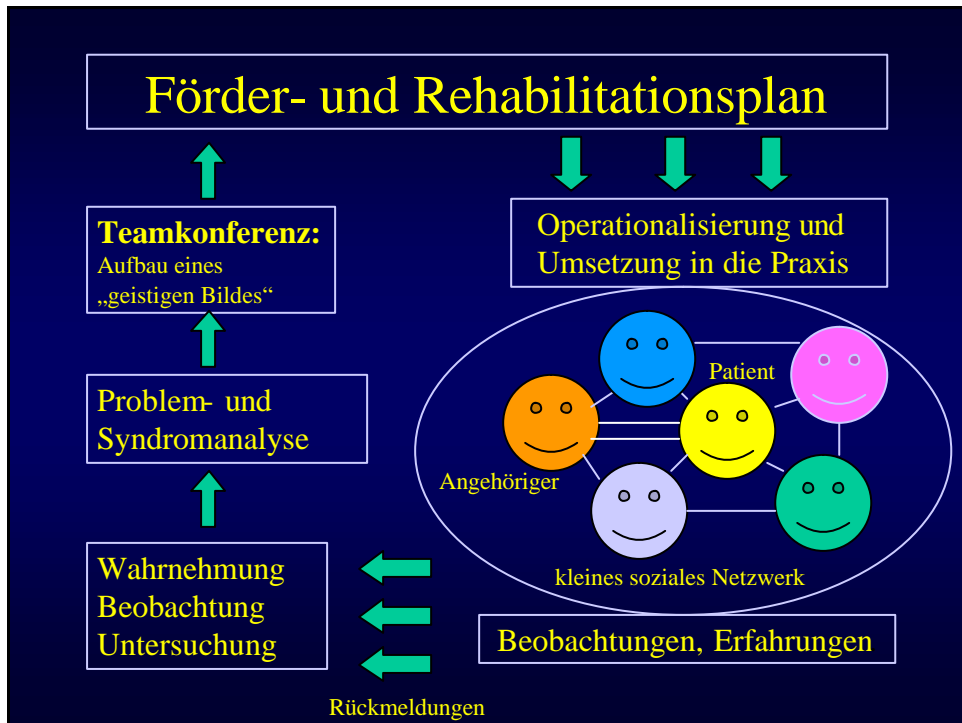 Förder- und Rehabilitationsplan
Teamkonferenz:
Aufbau eines
„geistigen Bildes“
Operationalisierung und
Umsetzung in die Praxis
Problem- und
Syndromanalyse
Patient
Angehöriger
kleines soziales Netzwerk
Wahrnehmung
Beobachtung
Untersuchung
Beobachtungen, Erfahrungen
Rückmeldungen